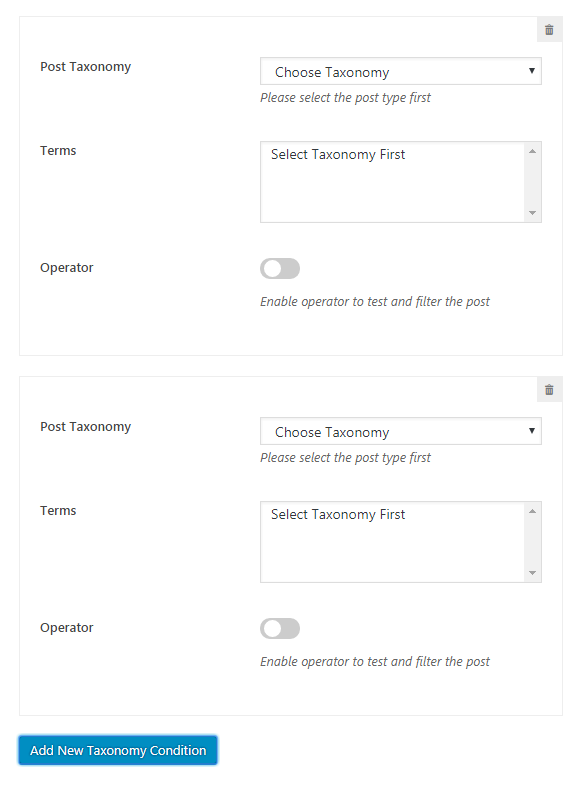 Post Taxonomy
Choose Taxonomy
Please select the post type first
Terms
Select Taxonomy First
Operator
Enable operator to test and filter the post
Post Taxonomy
Choose Taxonomy
Please select the post type first
Terms
Select Taxonomy First
Operator
Enable operator to test and filter the post
Add New Taxonomy Condition